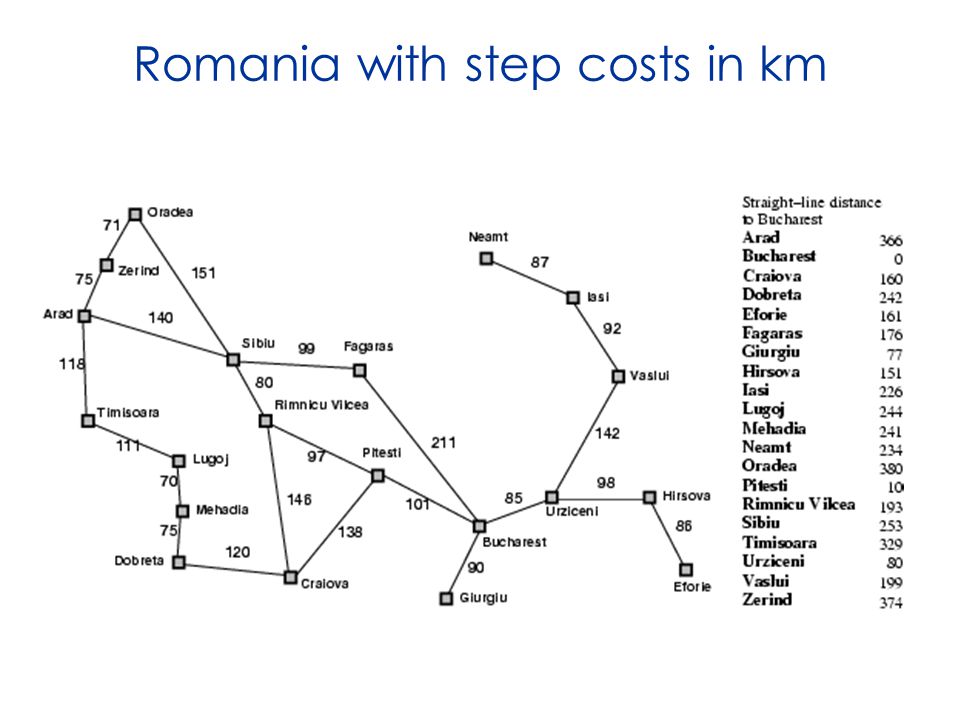 Romania with step costs in km
Oradea
71
Zerind
75
151
Arad
140
118
Sibiu
99
Fagaras
80
Timisoara
Rimnicu Vilcea
111
Lugoj
70
Mehadia
75
Dobreta
120
146
97
Pitesti
138
101
211
Craiova
Neamt
87
Iasi
92
Vaslui
142
85
98
Urziceni
Hirsova
86
Eforie
Bucharest
90
Giurgiu
Straight–line distance
to Bucharest
Arad 366
Bucharest 0
Craiova 160
Dobreta 242
Eforie 161
Fagaras 176
Giurgiu 77
Hirsova 151
Iasi 226
Lugoj 244
Mehadia 241
Neamt 234
Oradea 380
Pitesti 10
Rimnicu Vilcea 193
Sibiu 253
Timisoara 329
Urziceni 80
Vaslui 199
Zerind 374